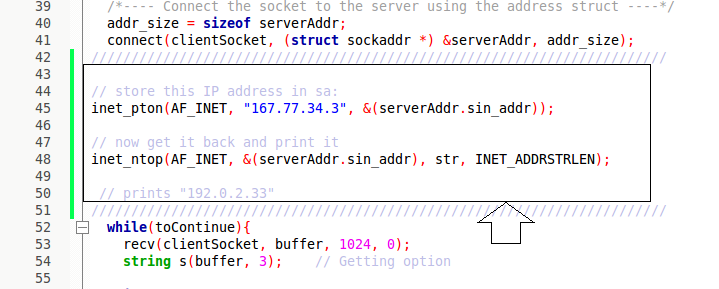 39 /*---- Connect the socket to the server using the address struct ----*/
40 addr_size = sizeof serverAddr;
41 connect(clientSocket, (struct sockaddr *) &serverAddr, addr_size);
42 ////////////////////////////////////////////////////////////////////////
43
44 // store this IP address in sa:
45 inet_pton(AF_INET, "167.77.34.3", &(serverAddr.sin_addr));
46
47 // now get it back and print it
48 inet_ntop(AF_INET, &(serverAddr.sin_addr), str, INET_ADDRSTRLEN);
49
50 // prints "192.0.2.33"
51 ////////////////////////////////////////////////////////////////////////
52 while(toContinue){
53 recv(clientSocket, buffer, 1024, 0);
54 string s(buffer, 3); // Getting option
55